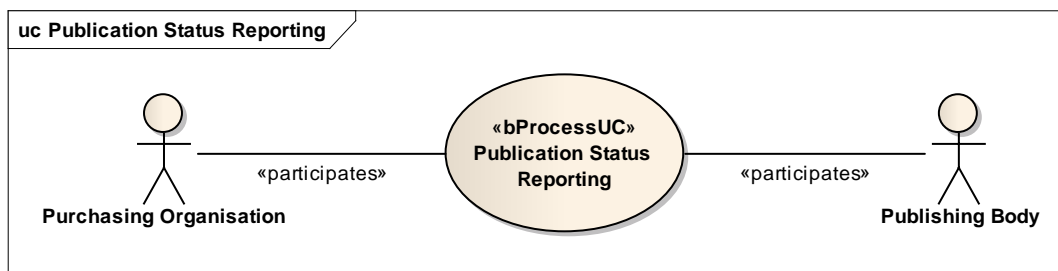 uc Publication Status Reporting
«bProcessUC»
Publication Status
Reporting
«participates»
«participates»
Purchasing Organisation
Publishing Body